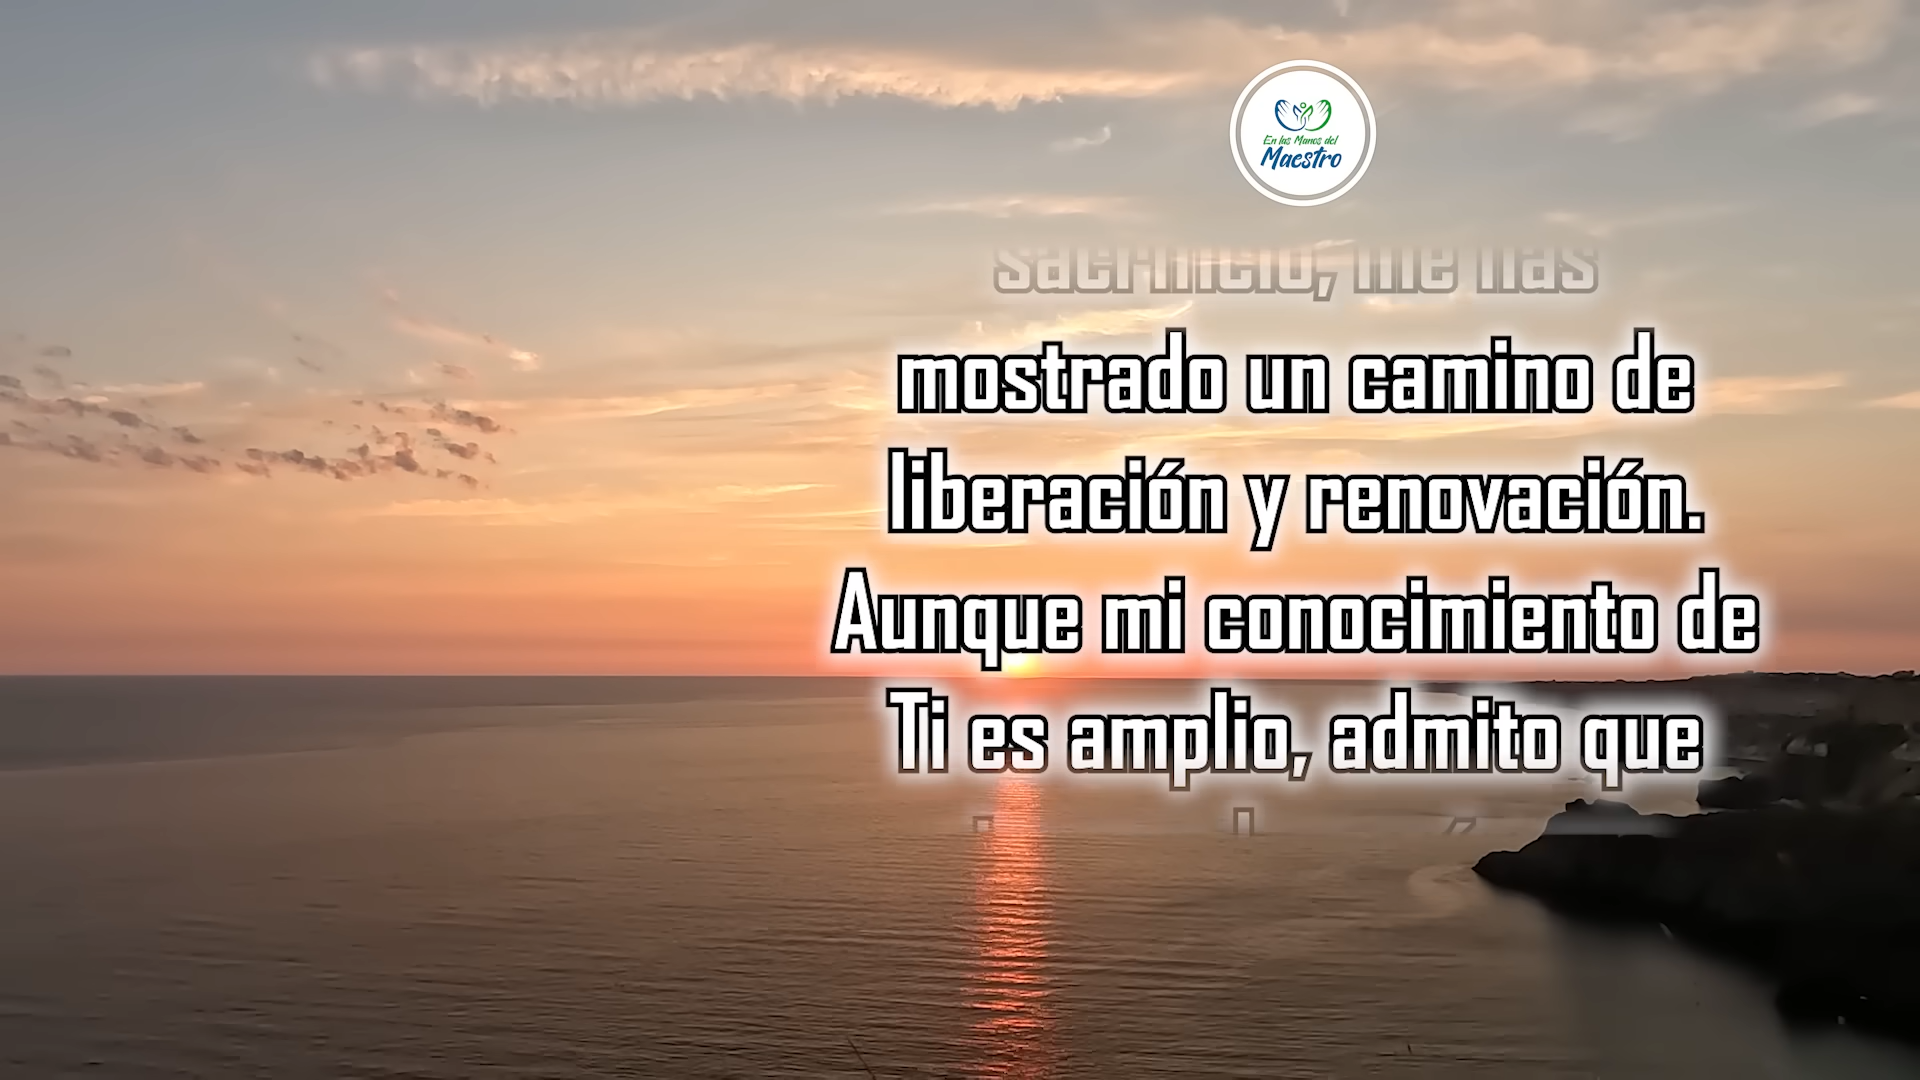 En las Manos del
Maestro
sacrificio, me has
mostrado un camino de
liberación y renovación.
Aunque mi conocimiento de
Ti es amplio, admito que